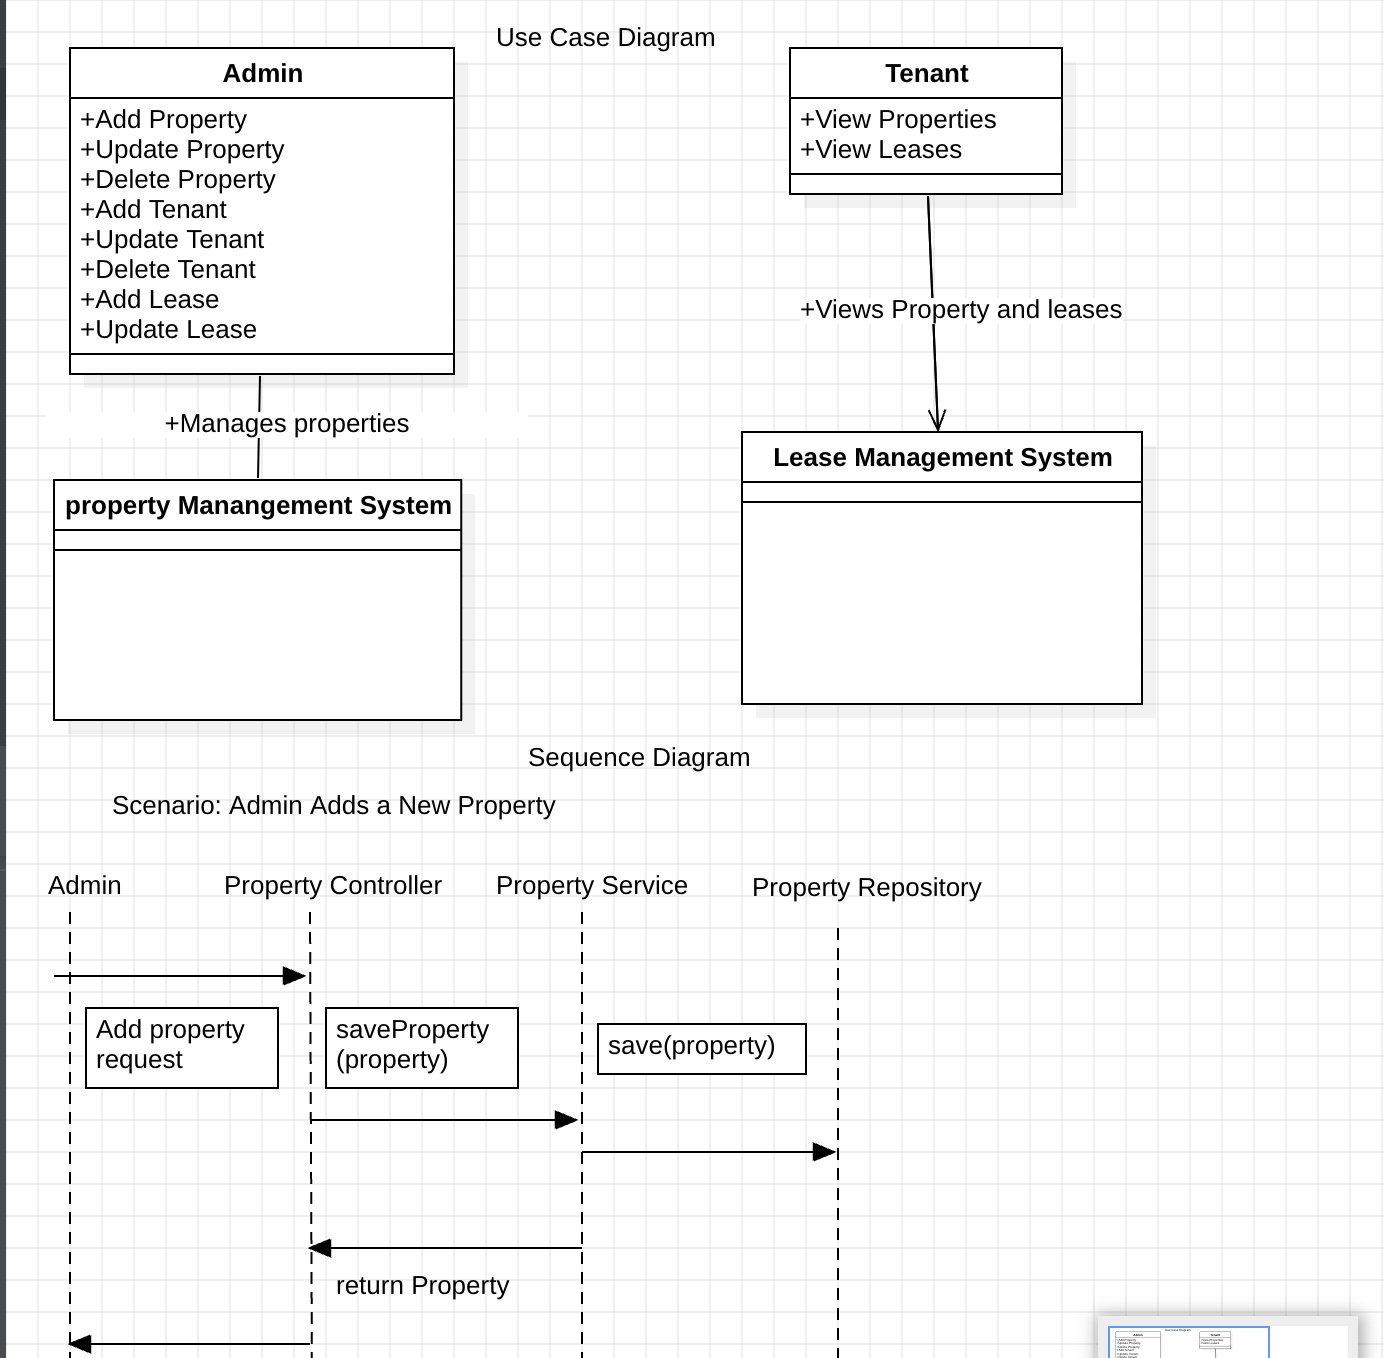 Use Case Diagram
Admin
+Add Property
+Update Property
+Delete Property
+Add Tenant
+Update Tenant
+Delete Tenant
+Add Lease
+Update Lease
Tenant
+View Properties
+View Leases
+Manages properties
+Views Property and leases
property Manangement System
Lease Management System
Sequence Diagram
Scenario: Admin Adds a New Property
Admin
Property Controller
Property Service
Property Repository
Add property
request
saveProperty
(property)
save(property)
return Property